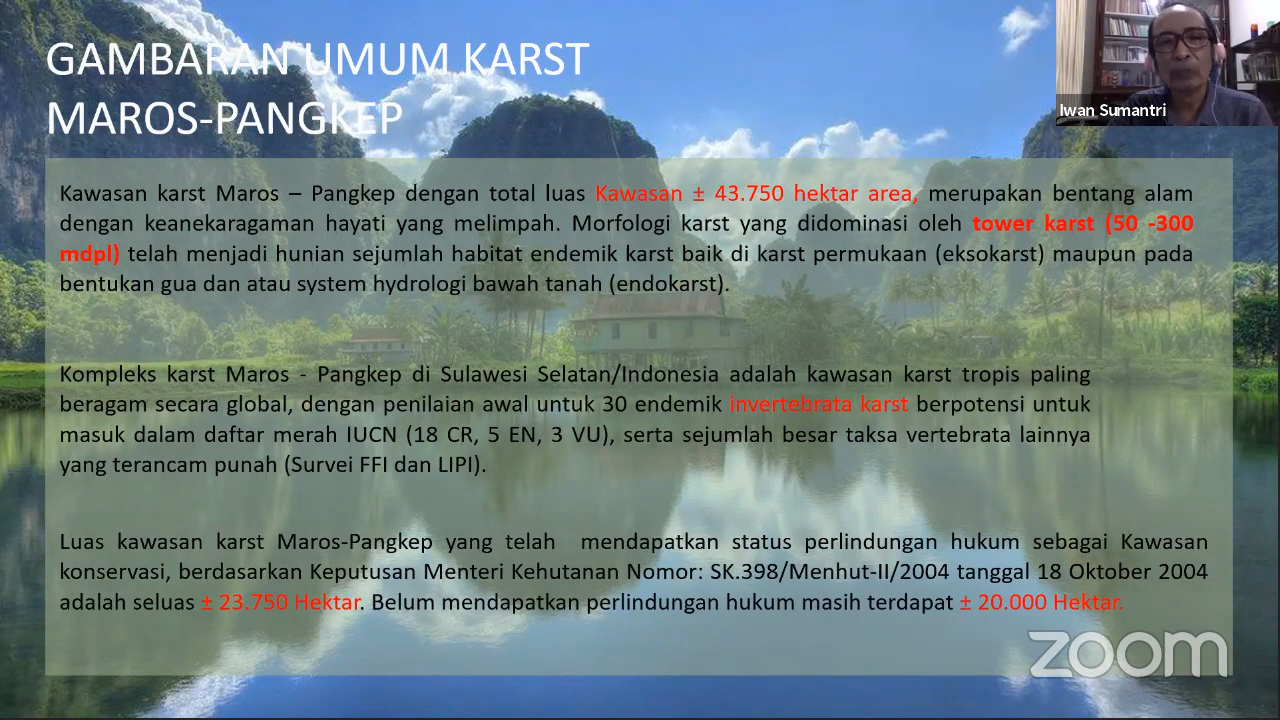 GAMBARAN UMUM KARST
MAROS-PANGKEP
Iwan Sumantri
Kawasan karst Maros – Pangkep dengan total luas Kawasan ± 43.750 hektar area, merupakan bentang alam
dengan keanekaragaman hayati yang melimpah. Morfologi karst yang didominasi oleh tower karst (50 -300
mdpl) telah menjadi hunian sejumlah habitat endemik karst baik di karst permukaan (eksokarst) maupun pada
bentukan gua dan atau system hydrologi bawah tanah (endokarst).
Kompleks karst Maros - Pangkep di Sulawesi Selatan/Indonesia adalah kawasan karst tropis paling
beragam secara global, dengan penilaian awal untuk 30 endemik invertebrata karst berpotensi untuk
masuk dalam daftar merah IUCN (18 CR, 5 EN, 3 VU), serta sejumlah besar taksa vertebrata lainnya
yang terancam punah (Survei FFI dan LIPI).
Luas kawasan karst Maros-Pangkep yang telah mendapatkan status perlindungan hukum sebagai Kawasan
konservasi, berdasarkan Keputusan Menteri Kehutanan Nomor: SK.398/Menhut-II/2004 tanggal 18 Oktober 2004
adalah seluas ± 23.750 Hektar. Belum mendapatkan perlindungan hukum masih terdapat ± 20.000 Hektar.
zoom